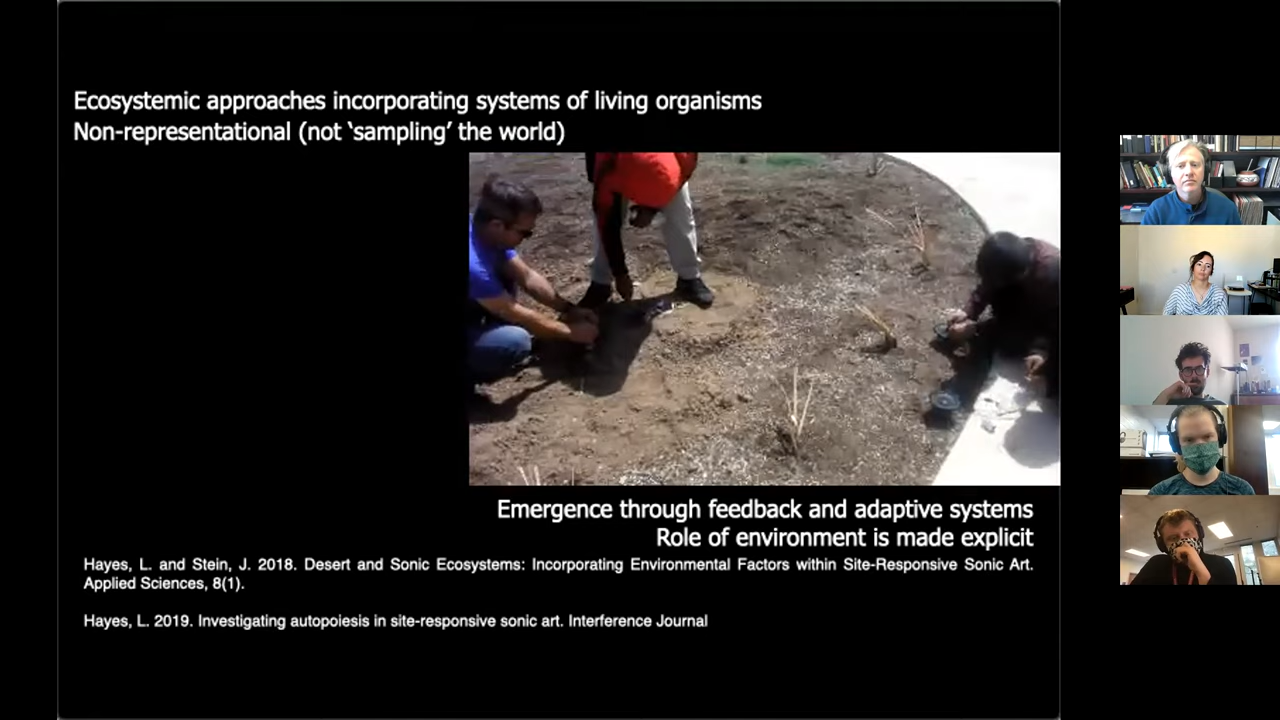 Ecosystemic approaches incorporating systems of living organisms
Non-representational (not ‘sampling’ the world)
Emergence through feedback and adaptive systems
Role of environment is made explicit
Hayes, L. and Stein, J. 2018. Desert and Sonic Ecosystems: Incorporating Environmental Factors within Site-Responsive Sonic Art.
Applied Sciences, 8(1).
Hayes, L. 2019. Investigating autopoiesis in site-responsive sonic art. Interference Journal